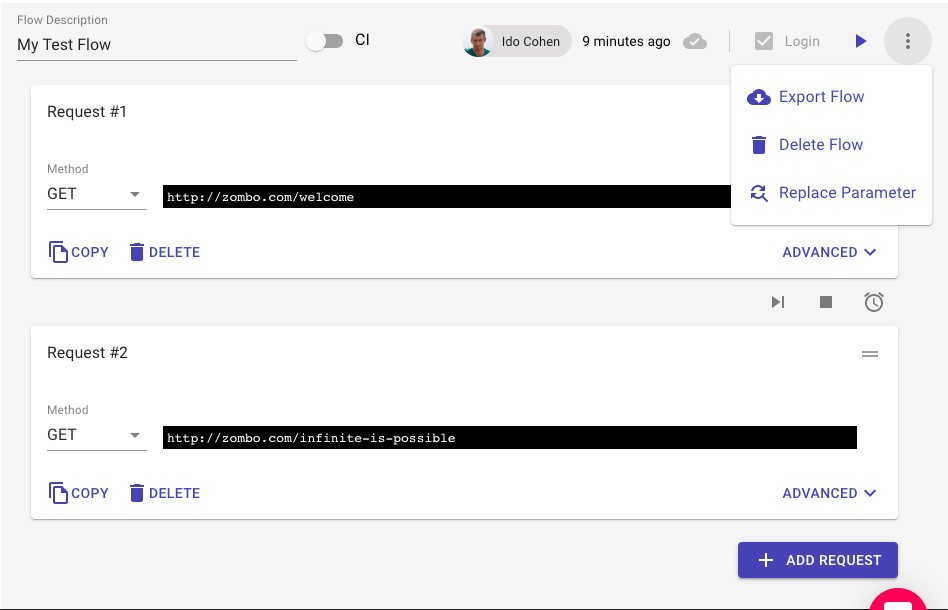 Flow Description
My Test Flow
CI
Ido Cohen
9 minutes ago
Login
Export Flow
Delete Flow
Replace Parameter
Request #1
Method
GET
http://zombo.com/welcome
COPY
DELETE
ADVANCED
Request #2
Method
GET
http://zombo.com/infinite-is-possible
COPY
DELETE
ADVANCED
ADD REQUEST